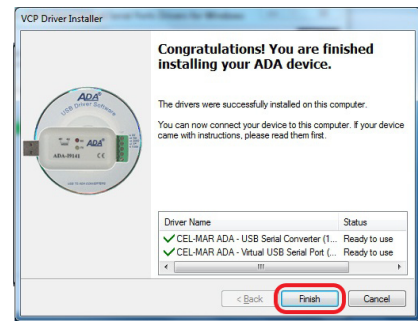 VCP Driver Installer
Congratulations! You are finished
installing your ADA device.
The drivers were successfully installed on this computer.
You can now connect your device to this computer. If your device
came with instructions, please read them first.
ADA
USB Driver Software
ADA
ADA-I9141
CE
Driver Name
Status
CEL-MAR ADA - USB Serial Converter (1...
Ready to use
CEL-MAR ADA - Virtual USB Serial Port (...
Ready to use
< Back
Finish
Cancel